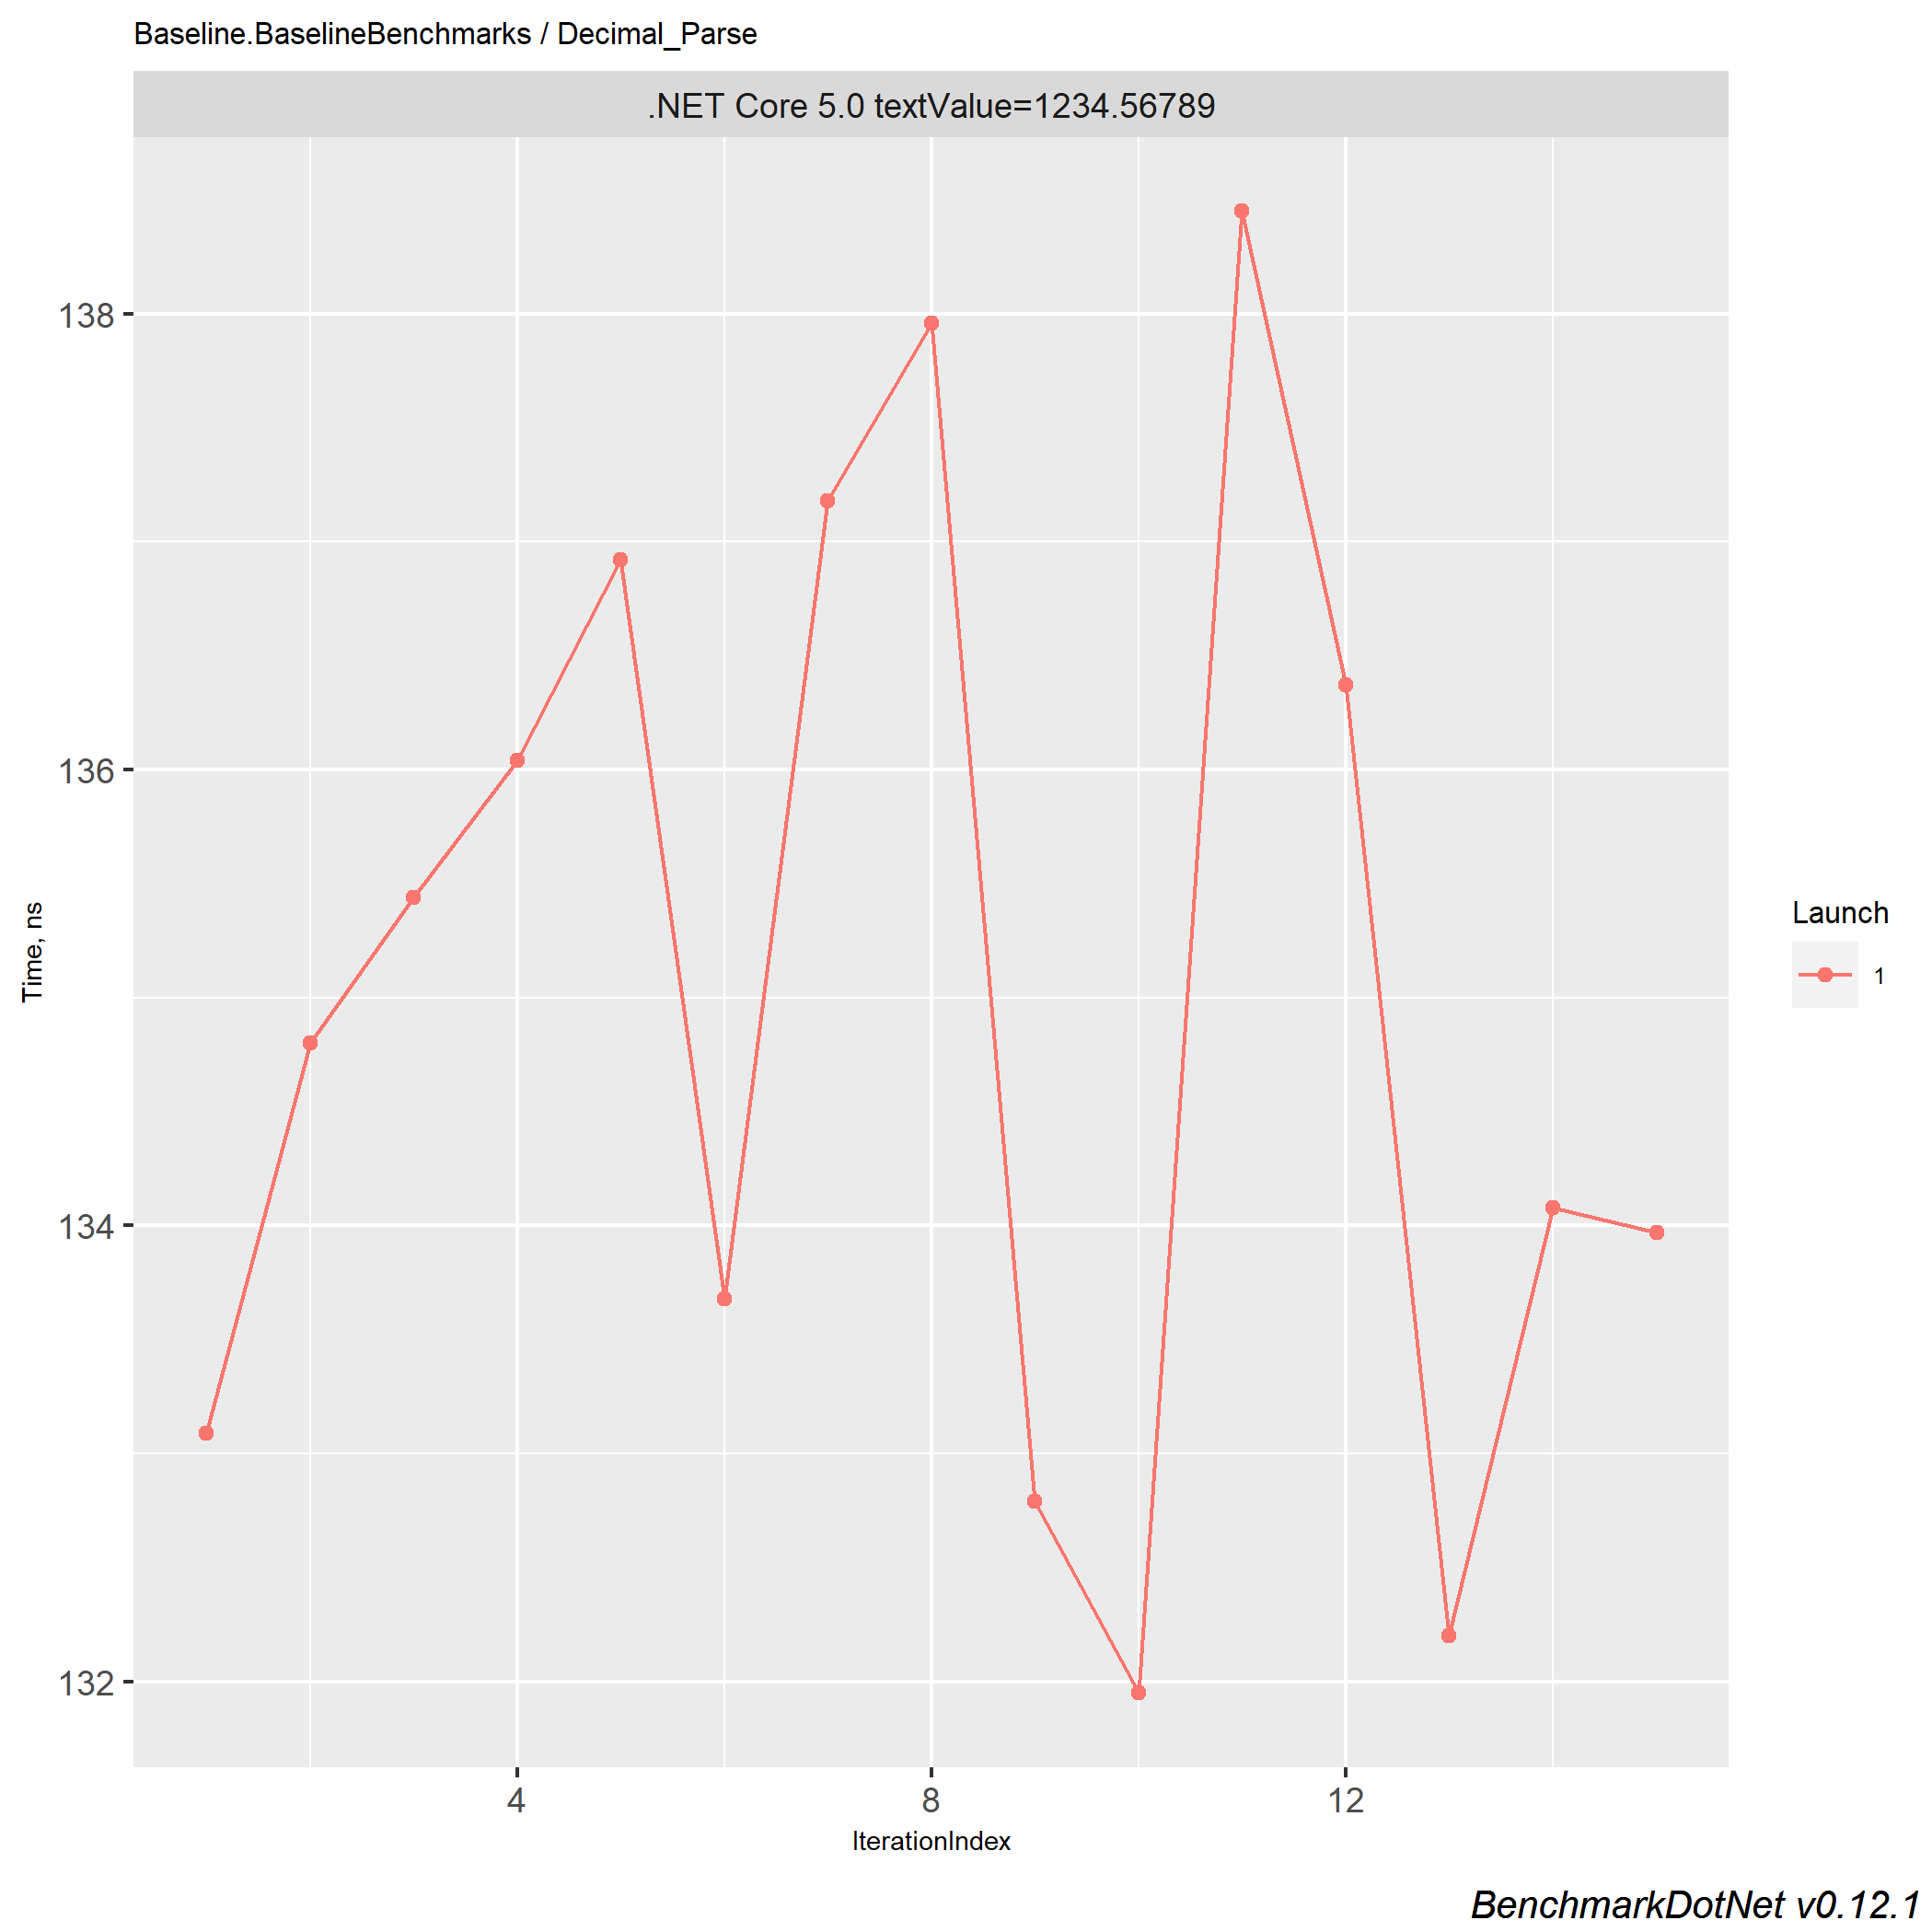 Baseline.BaselineBenchmarks / Decimal_Parse
.NET Core 5.0 textValue=1234.56789
138
136
134
132
Time, ns
4 8 12
IterationIndex
Launch
1
BenchmarkDotNet v0.12.1